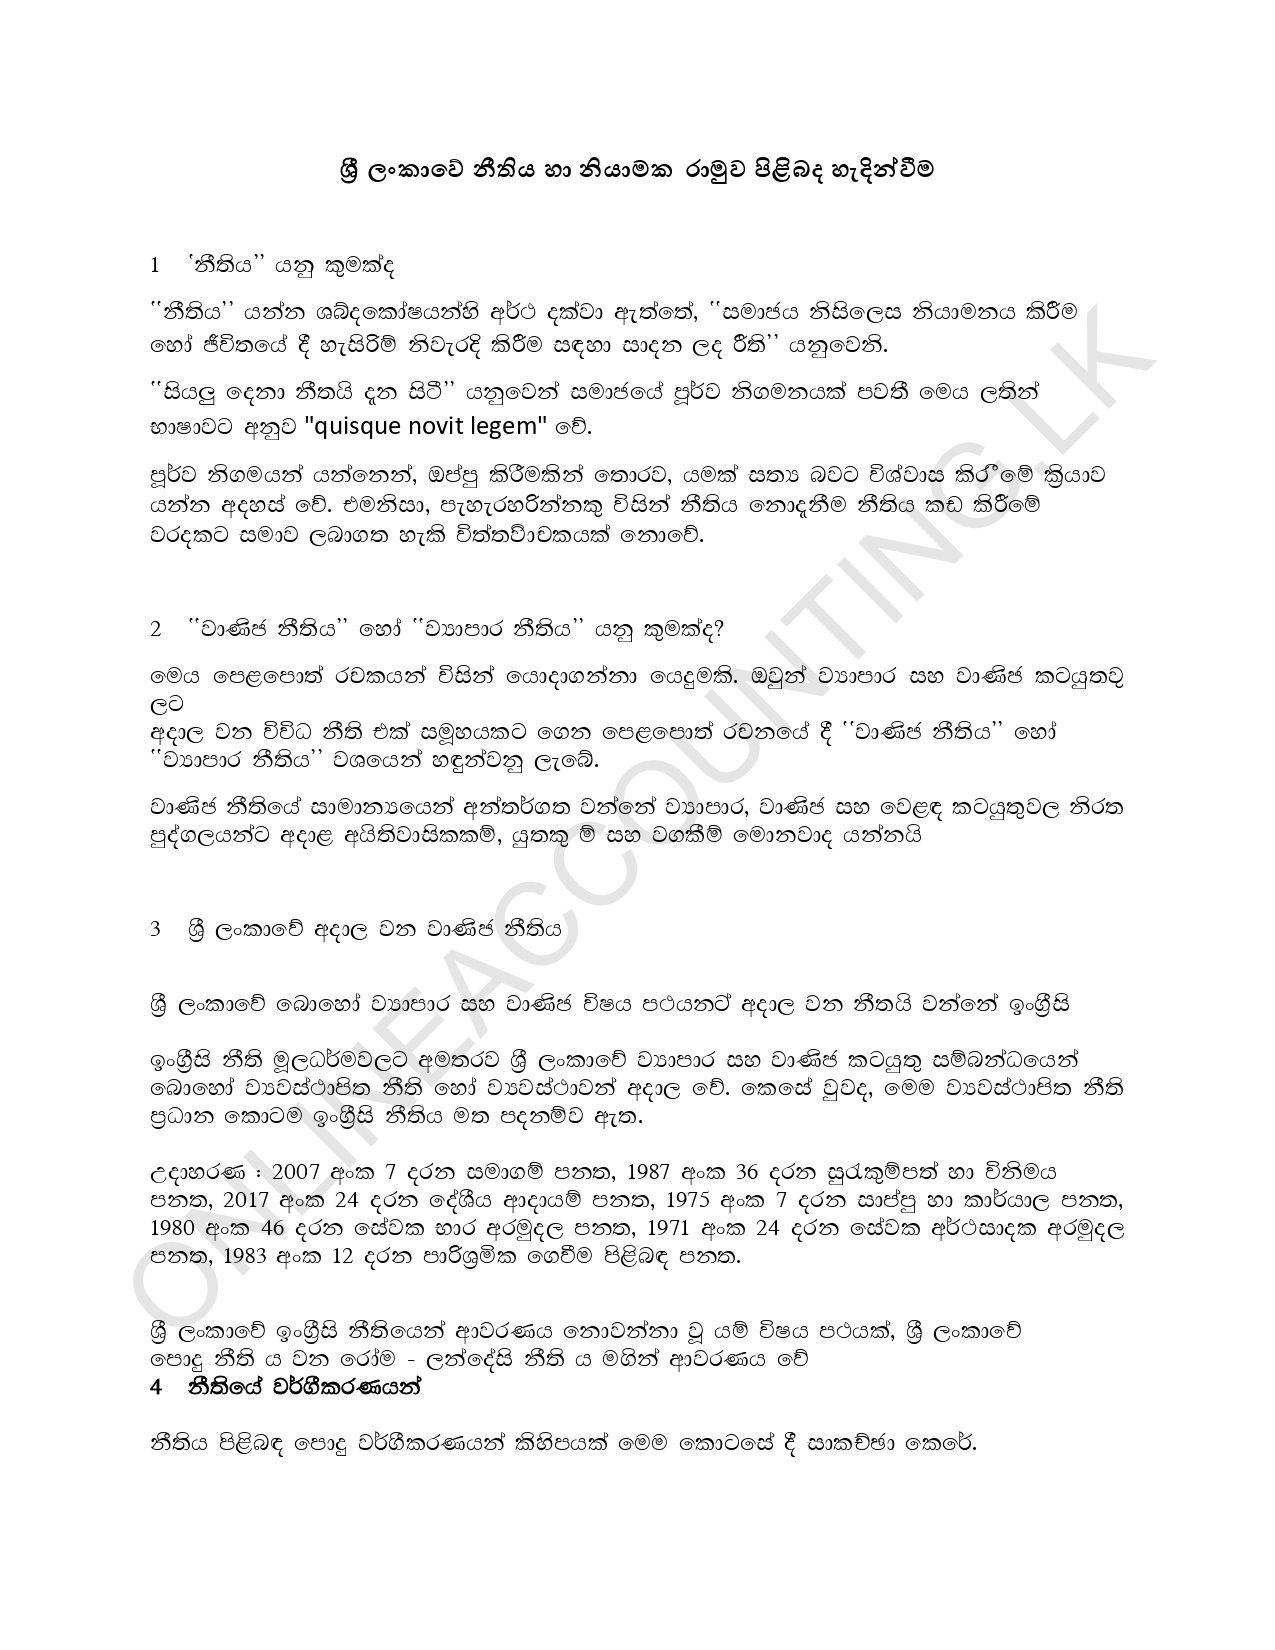 ශ්‍රී ලංකාවේ නීතිය හා නියාමක රාමුව පිළිබද හැදින්වීම
1 ‘නීතිය’’ යනු කුමක්ද
‘‘නීතිය’’ යන්න ශබ්දකෝෂයන්හි අර්ථ දක්වා ඇත්තේ, ‘‘සමාජය නිසිලෙස නියාමනය කිරීම
හෝ ජීවිතයේ දී හැසිරීම් නිවැරදි කිරීම සඳහා සාදන ලද රීති’’ යනුවෙනි.
‘‘සියලු දෙනා නීතයි දැන සිටී’’ යනුවෙන් සමාජයේ පූර්ව නිගමනයක් පවතී මෙය ලතින්
භාෂාවට අනුව "quisque novit legem" වේ.
පූර්ව නිගමයන් යන්නෙන්, ඔප්පු කිරීමකින් තොරව, යමක් සත්‍ය බවට විශ්වාස කිර ීමේ ක්‍රියාව
යන්න අදහස් වේ. එමනිසා, පැහැරහරින්නකු විසින් නීතිය නොදැනීම නීතිය කඩ කිරීමේ
වරදකට සමාව ලබාගත හැකි විත්තව්‍ාචකයක් නොවේ.
2 ‘‘වාණිජ නීතිය’’ හෝ ‘‘ව්‍යාපාර නීතිය’’ යනු කුමක්ද?
මෙය පෙළපොත් රචකයන් විසින් යොදාගන්නා යෙදුමකි. ඔවුන් ව්‍යාපාර සහ වාණිජ කටයුතවු
ලට
අදාල වන විවිධ නීති එක් සමූහයකට ගෙන පෙළපොත් රචනයේ දී ‘‘වාණිජ නීතිය’’ හෝ
‘‘ව්‍යාපාර නීතිය’’ වශයෙන් හඳුන්වනු ලැබේ.
වාණිජ නීතියේ සාමාන්‍යයෙන් අන්තර්ගත වන්නේ ව්‍යාපාර, වාණිජ සහ වෙළඳ කටයුතුවල නිරත
පුද්ගලයන්ට අදාළ අයිතිවාසිකකම්, යුතකු ම් සහ වගකීම් මොනවාද යන්නයි
3 ශ්‍රී ලංකාවේ අදාල වන වාණිජ නීතිය
ශ්‍රී ලංකාවේ බොහෝ ව්‍යාපාර සහ වාණිජ විෂය පථයනට් අදාල වන නීතයි වන්නේ ඉංග්‍රීසි
ඉංග්‍රීසි නීති මූලධර්මවලට අමතරව ශ්‍රී ලංකාවේ ව්‍යාපාර සහ වාණිජ කටයුතු සම්බන්ධයෙන්
බොහෝ ව්‍යවස්ථාපිත නීති හෝ ව්‍යවස්ථාවන් අදාල වේ. කෙසේ වුවද, මෙම ව්‍යවස්ථාපිත නීති
ප්‍රධාන කොටම ඉංග්‍රීසි නීතිය මත පදනම්ව ඇත.
උදාහරණ : 2007 අංක 7 දරන සමාගම් පනත, 1987 අංක 36 දරන සුරැකුම්පත් හා විනිමය
පනත, 2017 අංක 24 දරන දේශීය ආදායම් පනත, 1975 අංක 7 දරන සාප්පු හා කාර්යාල පනත,
1980 අංක 46 දරන සේවක භාර අරමුදල පනත, 1971 අංක 24 දරන සේවක අර්ථසාදක අරමුදල
පනත, 1983 අංක 12 දරන පාරිශ්‍රමික ගෙවීම පිළිබඳ පනත.
ශ්‍රී ලංකාවේ ඉංග්‍රීසි නීතියෙන් ආවරණය නොවන්නා වූ යම් විෂය පථයක්, ශ්‍රී ලංකාවේ
පොදු නීති ය වන රෝම - ලන්දේසි නීති ය මගින් ආවරණය වේ
4 නීතියේ වර්ගීකරණයන්
නීතිය පිළිබඳ පොදු වර්ගීකරණයන් කිහිපයක් මෙම කොටසේ දී සාකච්ඡා කෙරේ.
ONLINEACCOUNTING.LK